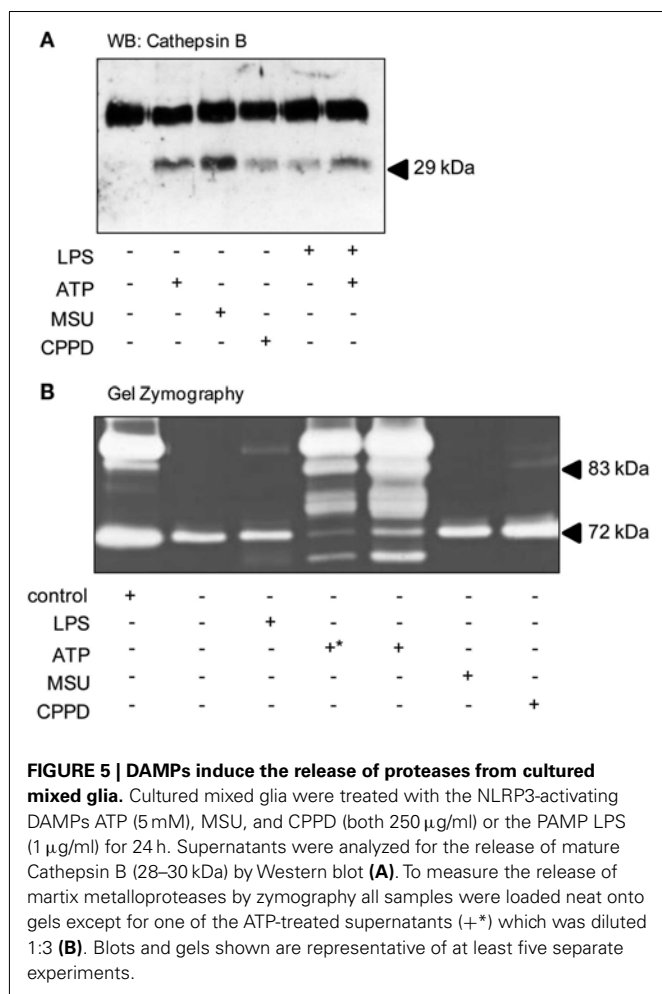 A WB: Cathepsin B
29 kDa
LPS - - - - + +
ATP - + - - - +
MSU - - + - - -
CPPD - - - + - -
B Gel Zymography
83 kDa
72 kDa
control + - - - - - -
LPS - - + - - - -
ATP - - - +* + - -
MSU - - - - - + -
CPPD - - - - - - +
FIGURE 5 | DAMPs induce the release of proteases from cultured
mixed glia. Cultured mixed glia were treated with the NLRP3-activating
DAMPs ATP (5 mM), MSU, and CPPD (both 250 μg/ml) or the PAMP LPS
(1 μg/ml) for 24 h. Supernatants were analyzed for the release of mature
Cathepsin B (28–30 kDa) by Western blot (A). To measure the release of
martix metalloproteases by zymography all samples were loaded neat onto
gels except for one of the ATP-treated supernatants (+*) which was diluted
1:3 (B). Blots and gels shown are representative of at least five separate
experiments.